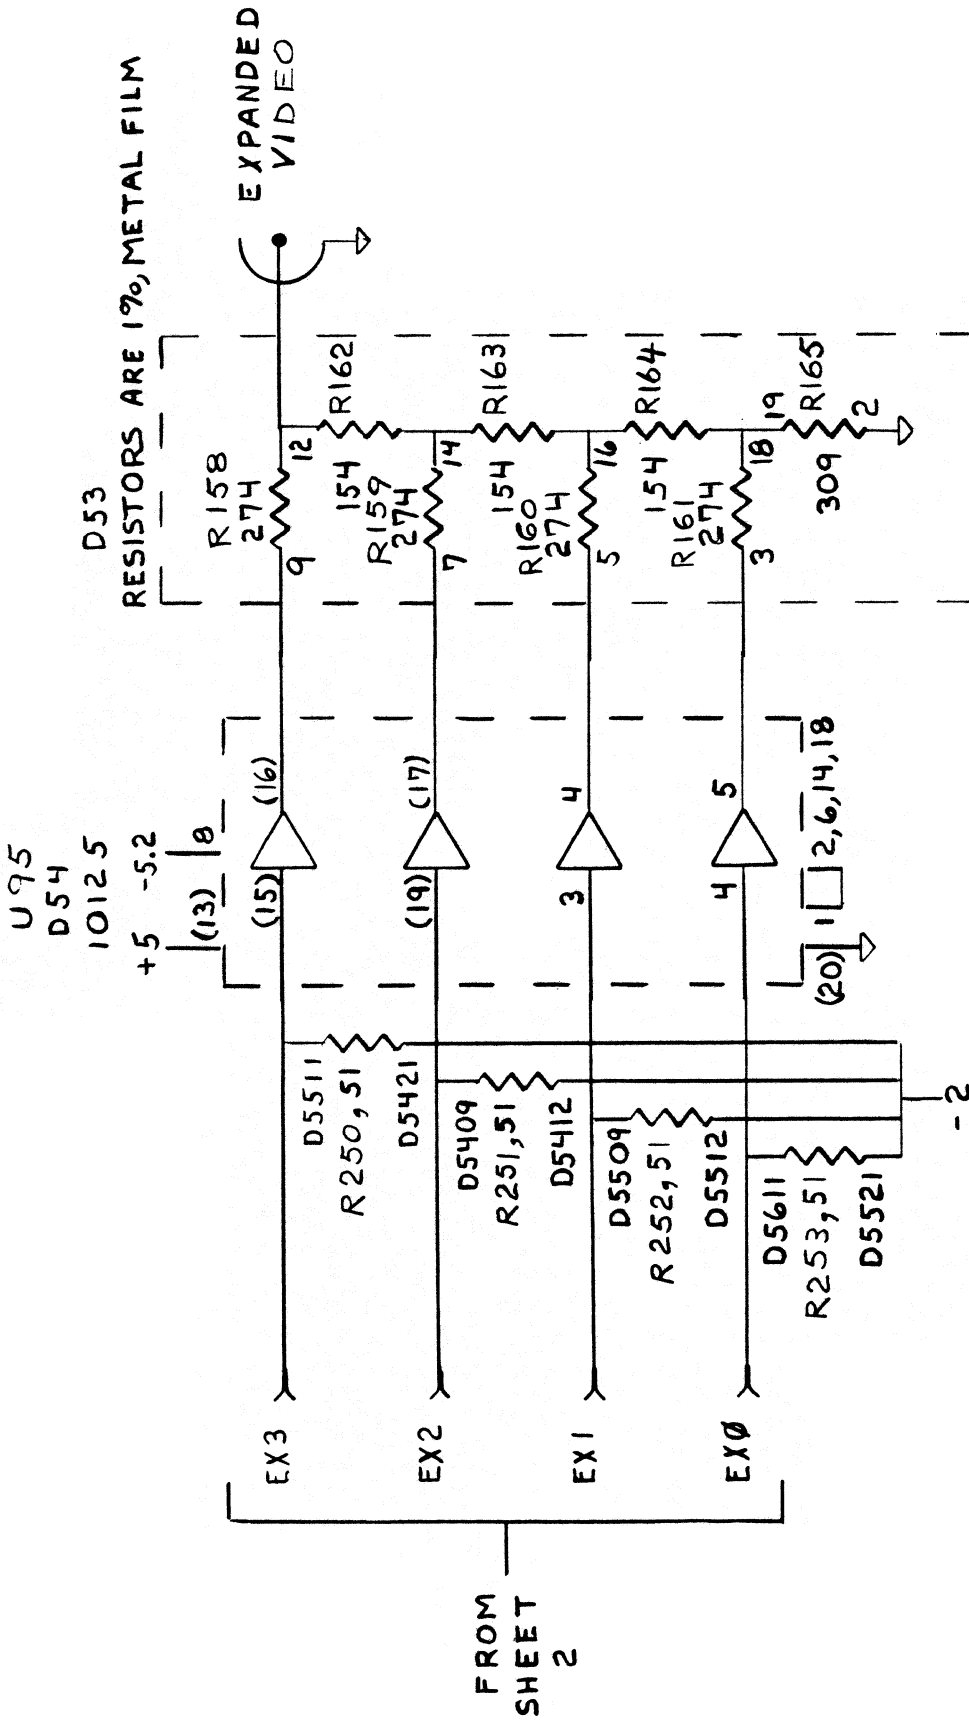 U95
D54
10125
+5 -5.2
(13) 8
D53
RESISTORS ARE 1%, METAL FILM
EXPANDED
VIDEO
EX3
D5511
R250,51
D5421
(15) (16)
9
R158
274
12
R162
154
EX2
D5409
R251,51
D5412
(19) (17)
7
R159
274
14
R163
154
EX1
D5509
R252,51
D5512
3 4
5
R160
274
16
R164
154
EXØ
D5611
R253,51
D5521
4 5
3
R161
274
18
19
R165
309
2
(20) 1 2,6,14,18
-2
FROM
SHEET
2